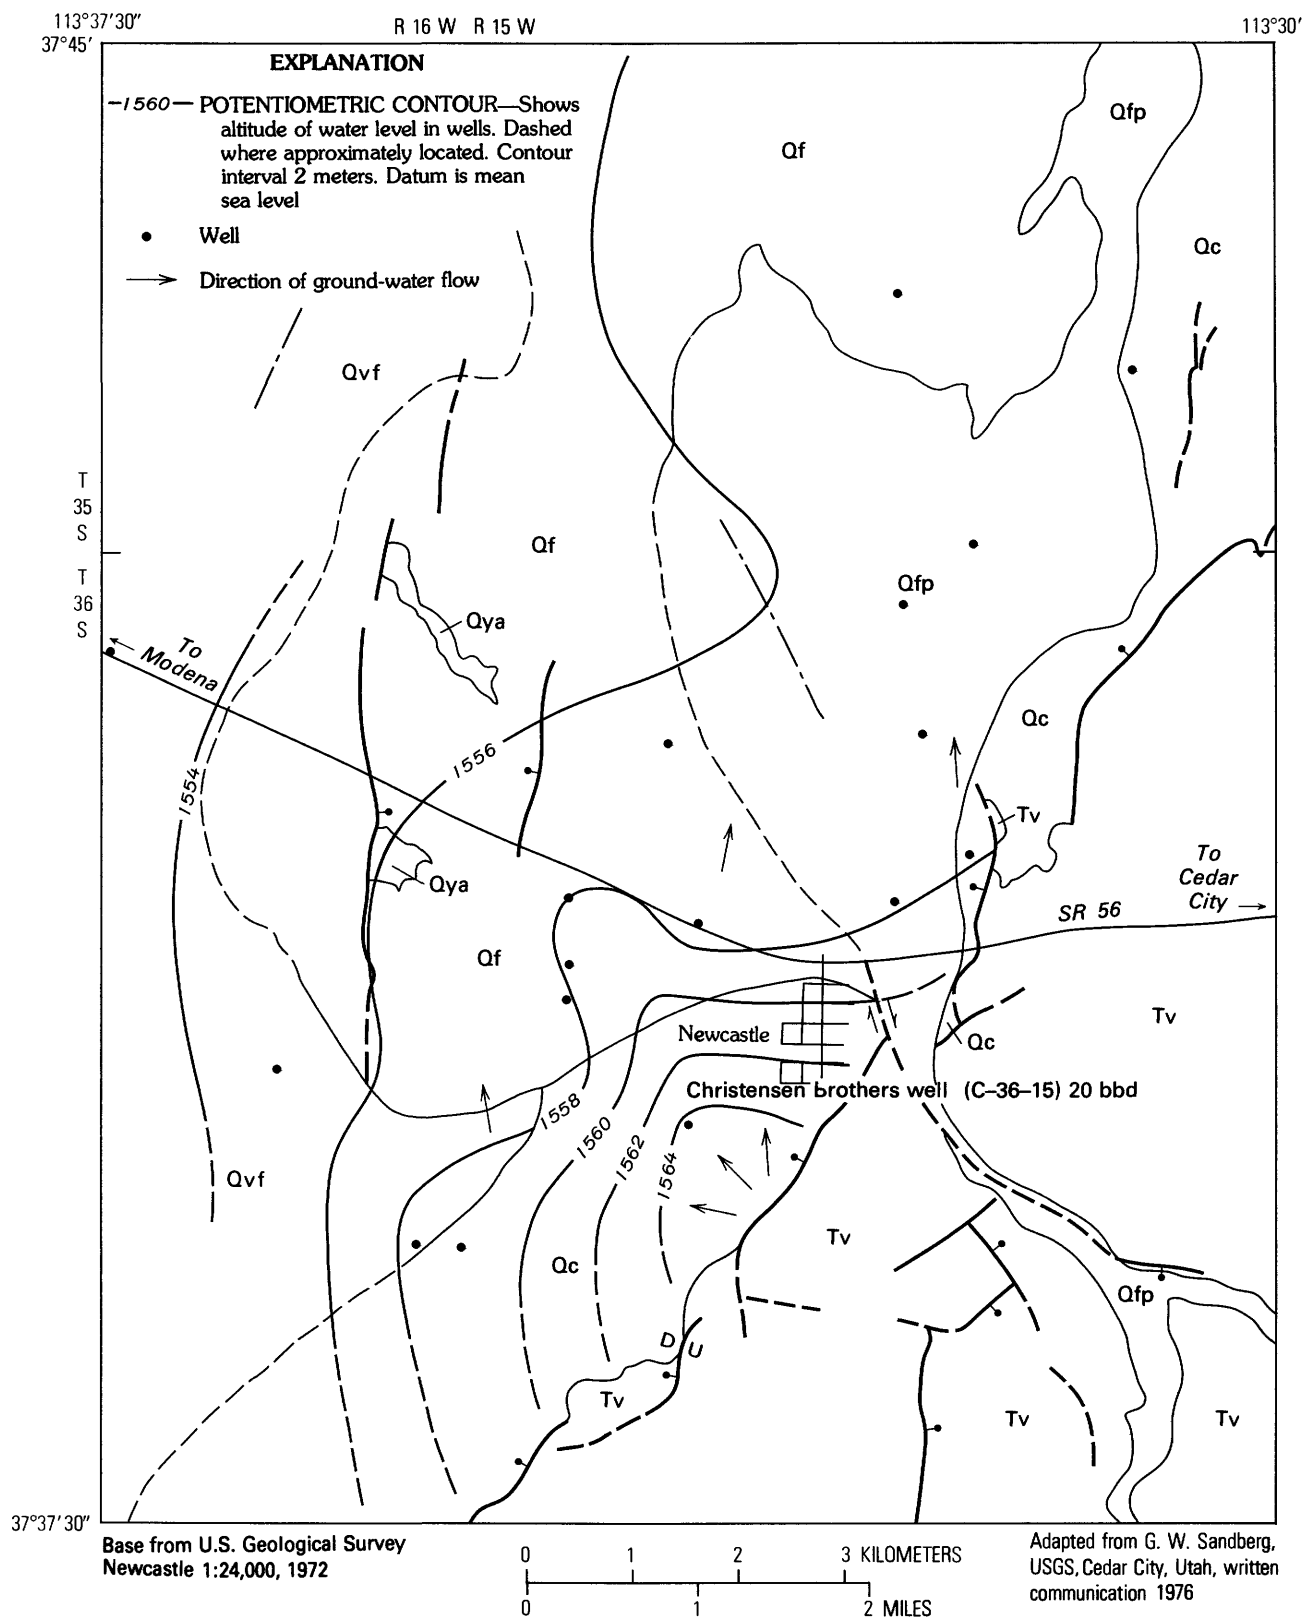 113°37'30"
R 16 W R 15 W
113°30'
37°45'
EXPLANATION
—1560— POTENTIOMETRIC CONTOUR—Shows
altitude of water level in wells. Dashed
where approximately located. Contour
interval 2 meters. Datum is mean
sea level
Well
Direction of ground-water flow
Qfp
Qf
Qc
Qvf
T
35
S
T
36
S
Qf
Qfp
Qya
To
Modena
Qc
1556
1554
Tv
Qya
To
Cedar
City
SR 56
Qf
Tv
Newcastle
Qc
Christensen Brothers well (C–36–15) 20 bbd
1558
1560
1562
1564
Qvf
Tv
Qc
Qfp
D
U
Tv
Tv
Tv
37°37'30"
Base from U.S. Geological Survey
Newcastle 1:24,000, 1972
0 1 2 3 KILOMETERS
0 1 2 MILES
Adapted from G. W. Sandberg,
USGS, Cedar City, Utah, written
communication 1976